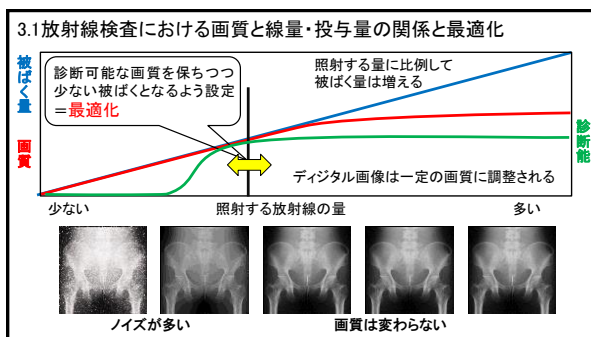 3.1放射線検査における画質と線量・投与量の関係と最適化
被ばく量
画質
診断可能な画質を保ちつつ
少ない被ばくとなるよう設定
＝最適化
照射する量に比例して
被ばく量は増える
診断能
ディジタル画像は一定の画質に調整される
少ない
照射する放射線の量
多い
ノイズが多い
画質は変わらない